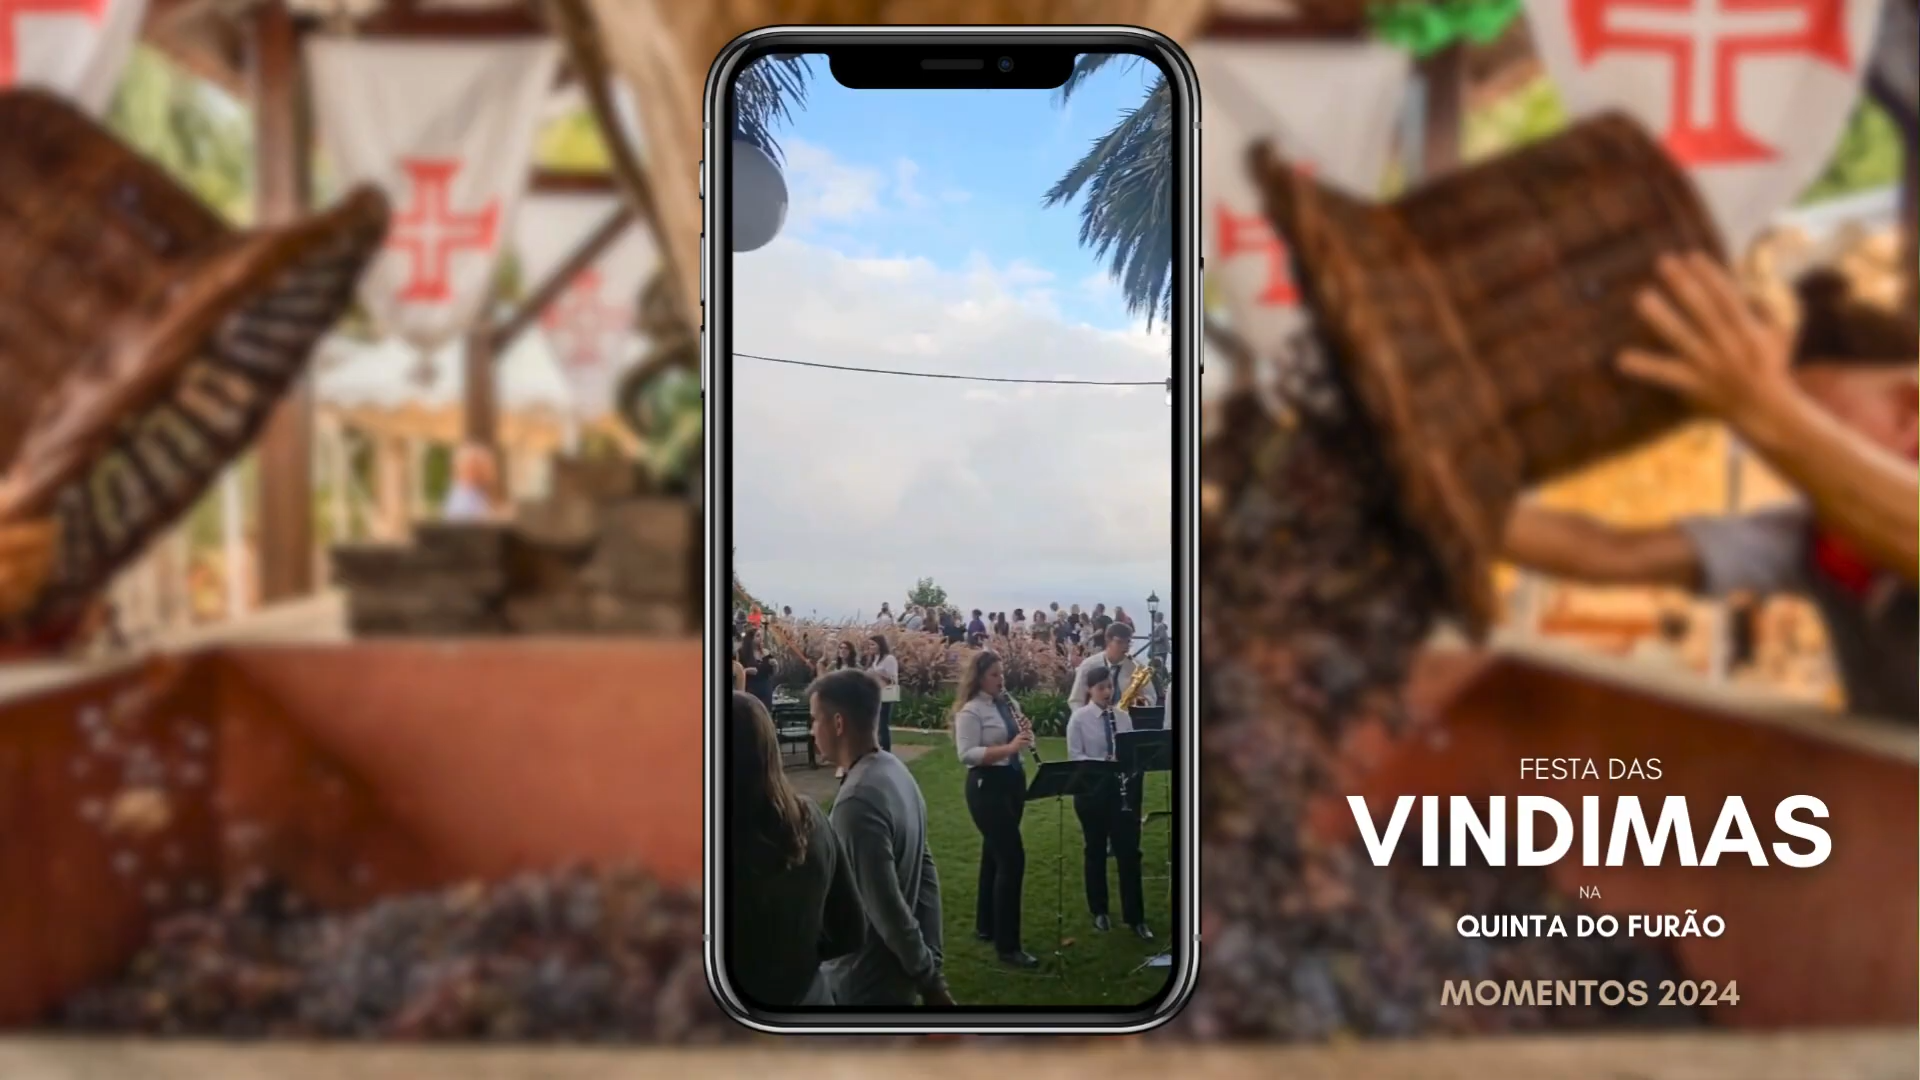 FESTA DAS
VINDIMAS
NA
QUINTA DO FURÃO
MOMENTOS 2024